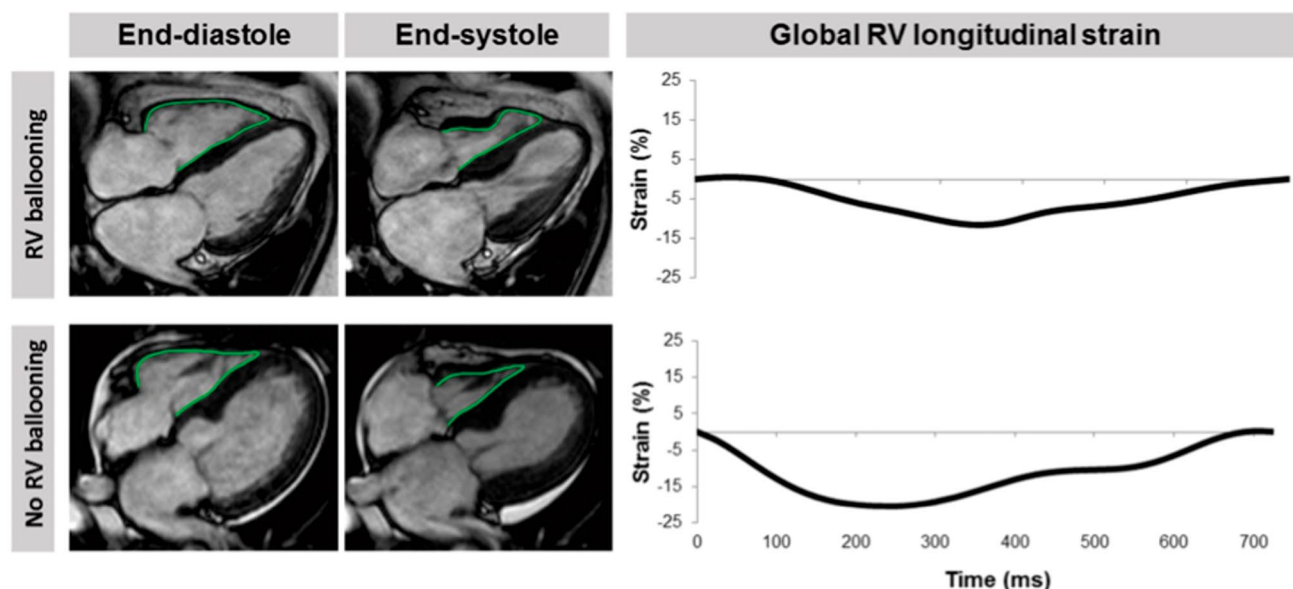 End-diastole
End-systole
Global RV longitudinal strain
RV ballooning
Strain (%)
25
15
5
-5
-15
-25
No RV ballooning
Strain (%)
25
15
5
-5
-15
-25
0 100 200 300 400 500 600 700
Time (ms)